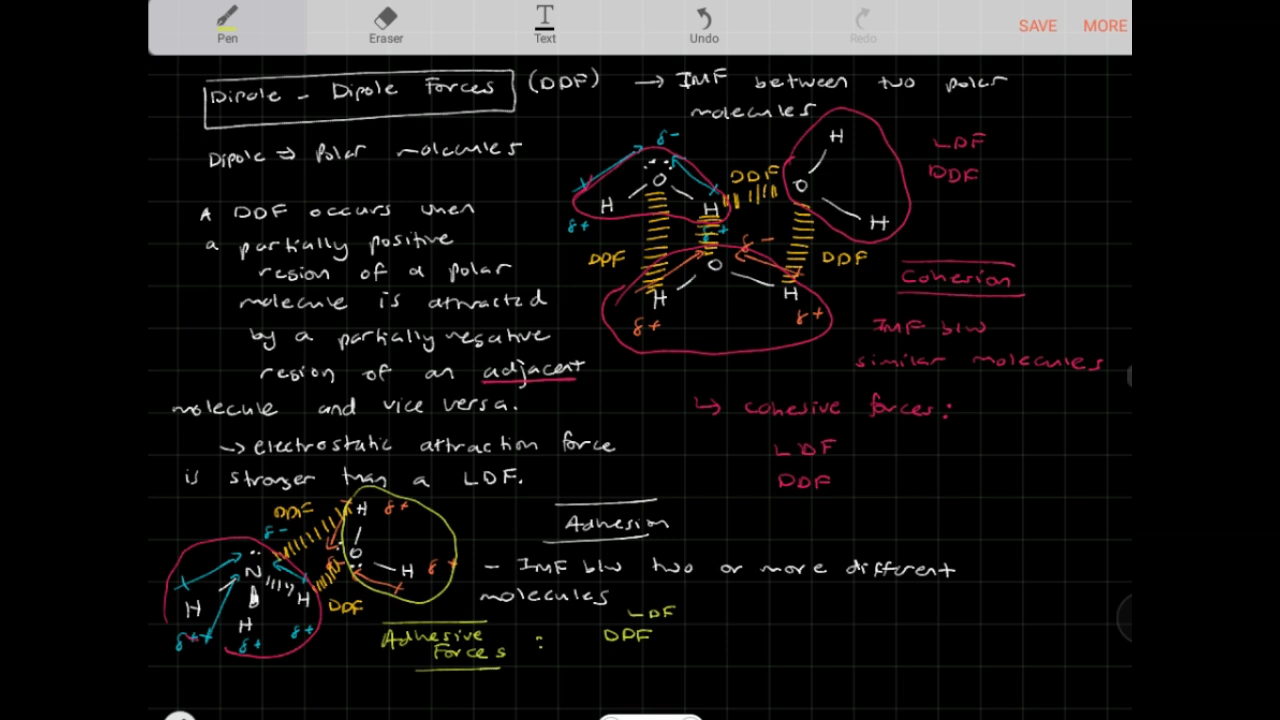 Pen
Eraser
Text
Undo
Redo
SAVE
MORE
Dipole - Dipole Forces (DDF) → IMF between two polar
molecules
Dipole ⇒ Polar molecules
A DDF occurs when
a partially positive
region of a polar
molecule is attracted
by a partially negative
region of an adjacent
molecule and vice versa.
→ electrostatic attraction force
is stronger than a LDF.
δ-
O
H
H
δ+
δ+
DDF
DDF
DDF
H
O
H
δ-
O
H
H
δ+
δ+
LDF
DDF
Cohesion
IMF b/w
similar molecules
↳ cohesive forces:
LDF
DDF
DDF
δ-
N
H
H
H
δ+
δ+
δ+
H
δ+
O
δ-
H
δ+
DDF
Adhesion
- IMF b/w two or more different
molecules
Adhesive
Forces :
LDF
DDF